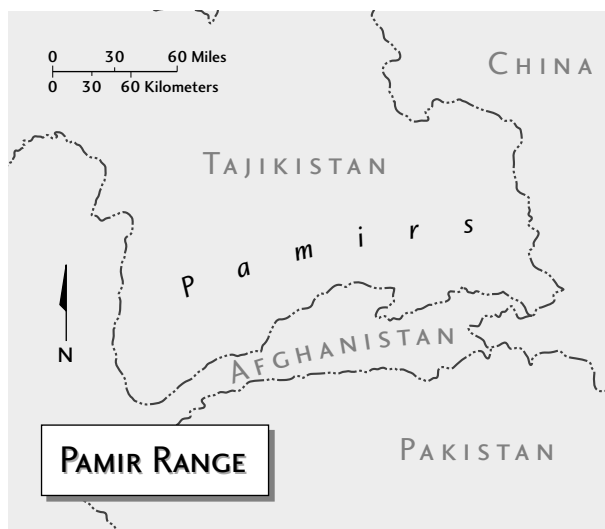 0 30 60 Miles
0 30 60 Kilometers
CHINA
TAJIKISTAN
Pamirs
AFGHANISTAN
N
PAKISTAN
PAMIR RANGE